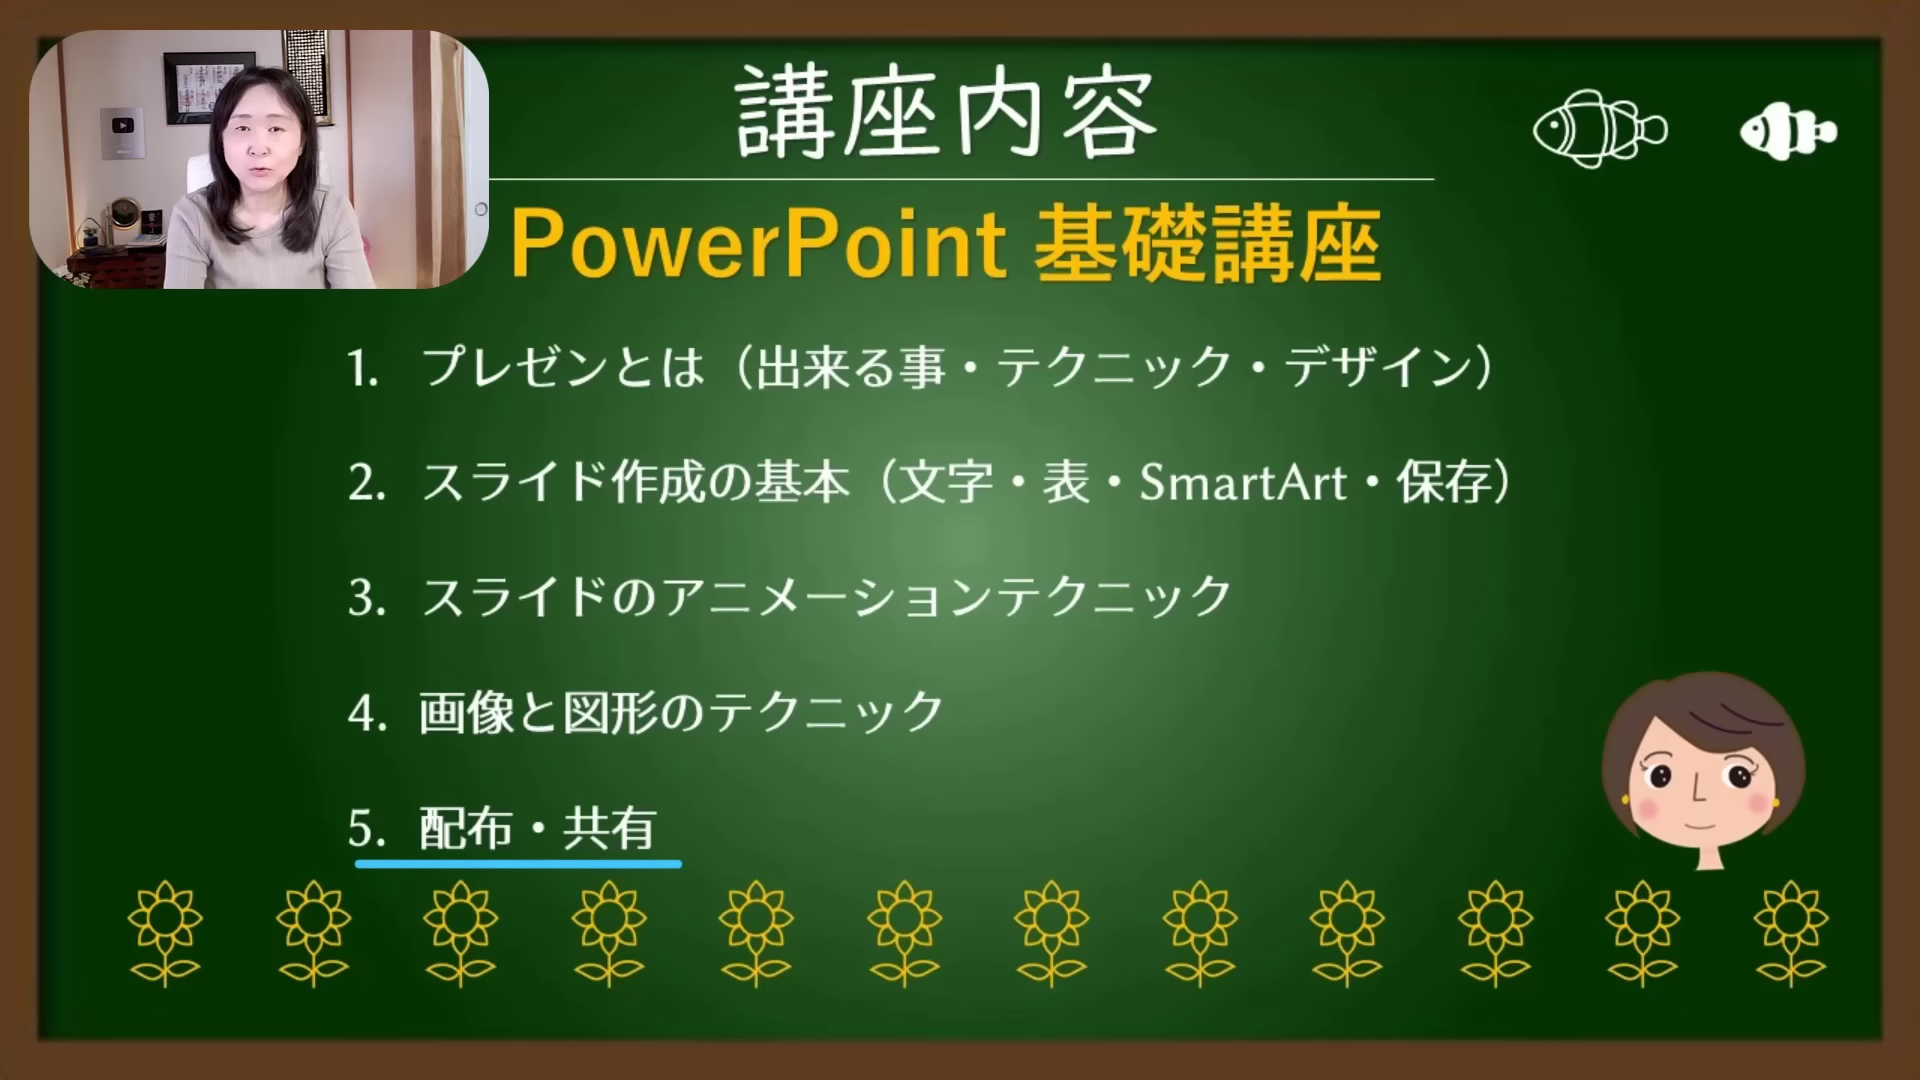 講座内容
PowerPoint 基礎講座
1. プレゼンとは（出来る事・テクニック・デザイン）
2. スライド作成の基本（文字・表・SmartArt・保存）
3. スライドのアニメーションテクニック
4. 画像と図形のテクニック
5. 配布・共有